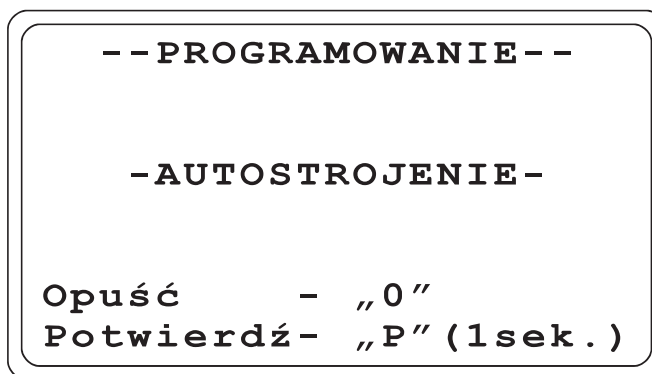 --PROGRAMOWANIE--
-AUTOSTROJENIE-
Opuść - „0”
Potwierdź- „P”(1sek.)